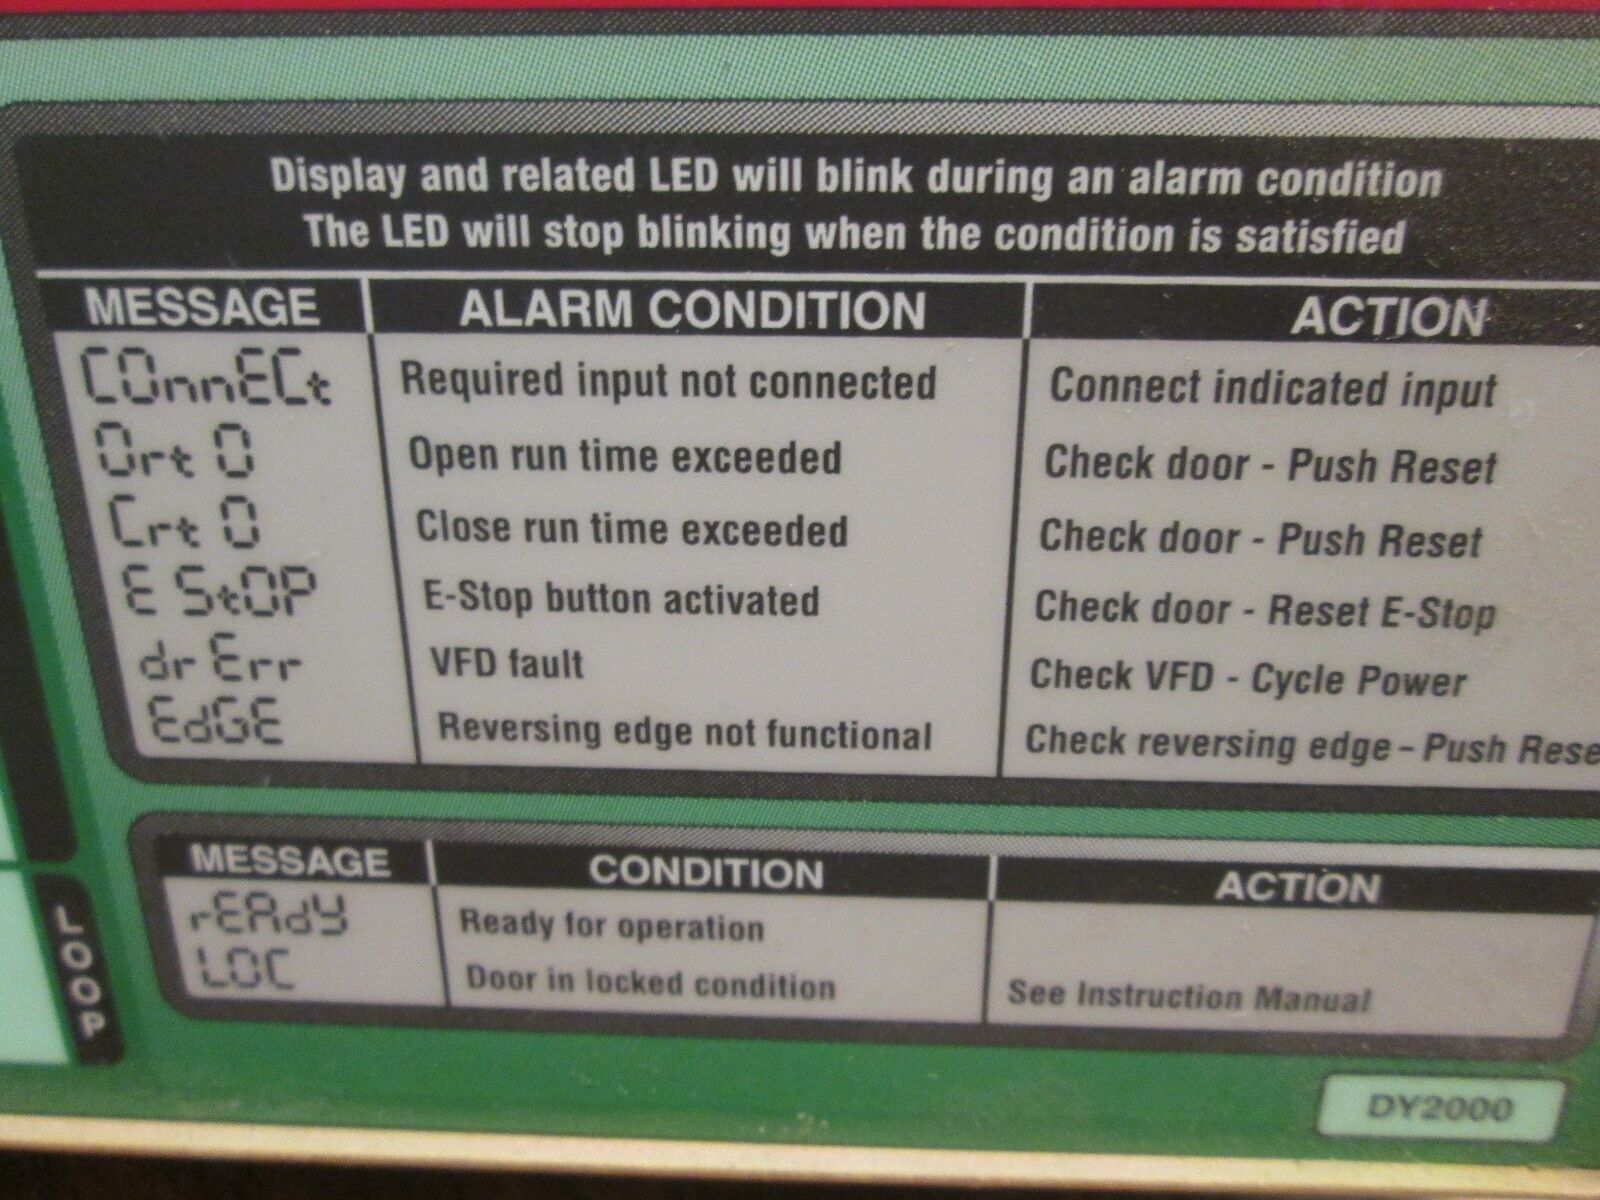 Display and related LED will blink during an alarm condition
The LED will stop blinking when the condition is satisfied
MESSAGE ALARM CONDITION ACTION
COnnECt Required input not connected Connect indicated input
Ort O Open run time exceeded Check door - Push Reset
Crt O Close run time exceeded Check door - Push Reset
E StOP E-Stop button activated Check door - Reset E-Stop
dr Err VFD fault Check VFD - Cycle Power
EdGE Reversing edge not functional Check reversing edge – Push Rese
MESSAGE CONDITION ACTION
rEAdY Ready for operation
LOC Door in locked condition See Instruction Manual
LOOP
DY2000